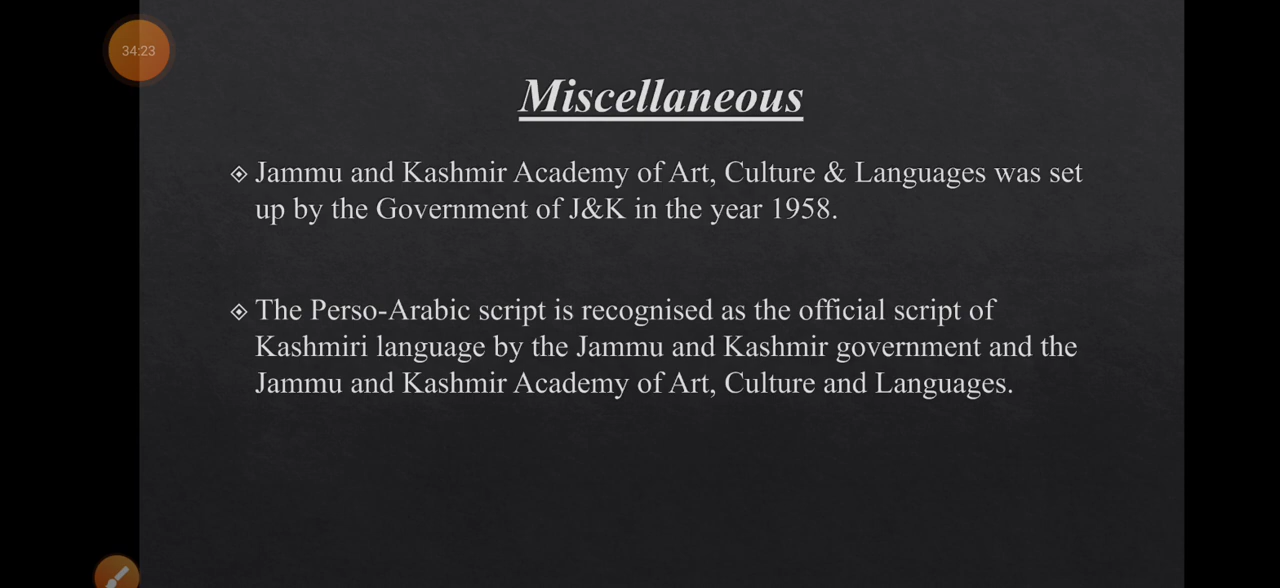 34:23
Miscellaneous
Jammu and Kashmir Academy of Art, Culture & Languages was set
up by the Government of J&K in the year 1958.
The Perso-Arabic script is recognised as the official script of
Kashmiri language by the Jammu and Kashmir government and the
Jammu and Kashmir Academy of Art, Culture and Languages.